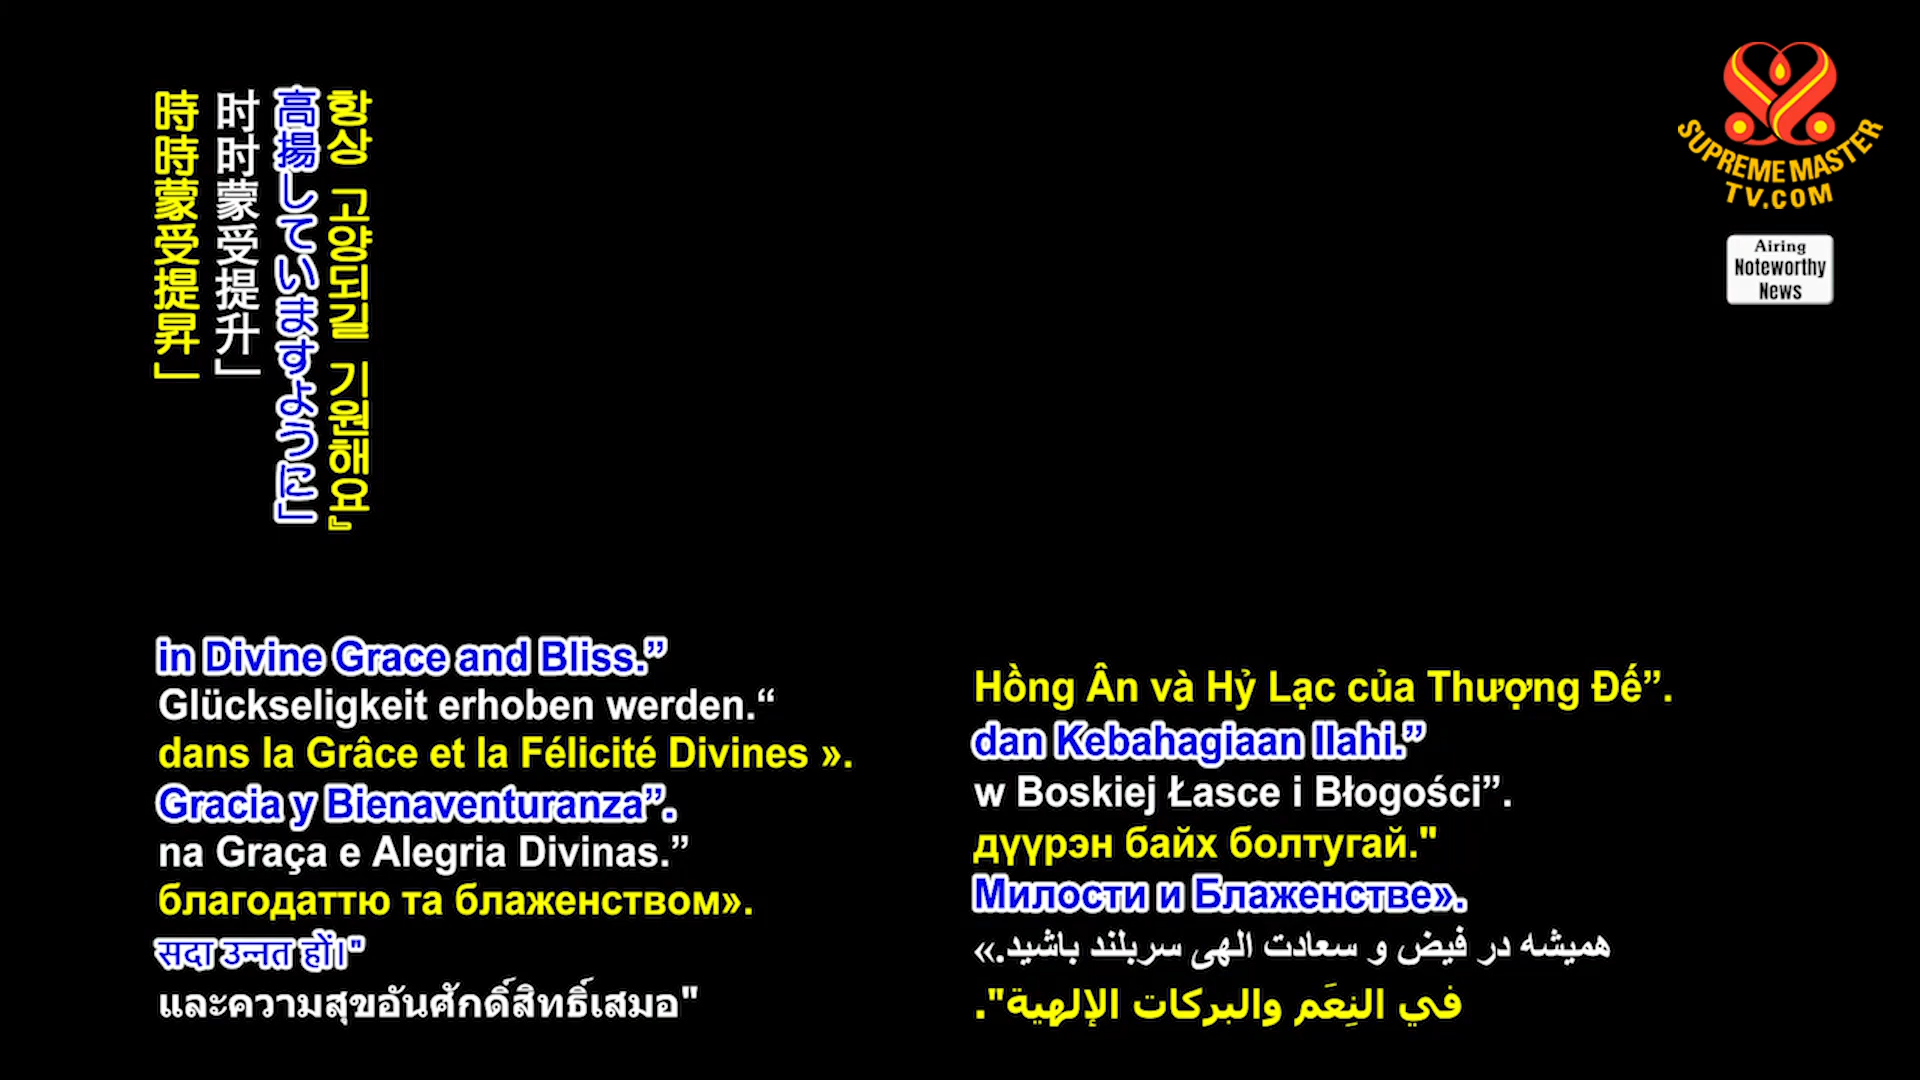 時時蒙受提昇」
时时蒙受提升」
高揚していますように」
항상 고양되길 기원해요』
SUPREME MASTER
TV.COM
Airing
Noteworthy
News
in Divine Grace and Bliss.”
Glückseligkeit erhoben werden.“
dans la Grâce et la Félicité Divines ».
Gracia y Bienaventuranza”.
na Graça e Alegria Divinas.”
благодаттю та блаженством».
सदा उन्नत हों।"
และความสุขอันศักดิ์สิทธิ์เสมอ"
Hồng Ân và Hỷ Lạc của Thượng Đế”.
dan Kebahagiaan Ilahi.”
w Boskiej Łasce i Błogości”.
дүүрэн байх болтугай."
Милости и Блаженстве».
همیشه در فیض و سعادت الهی سربلند باشید.»
في النِعَم والبركات الإلهية".